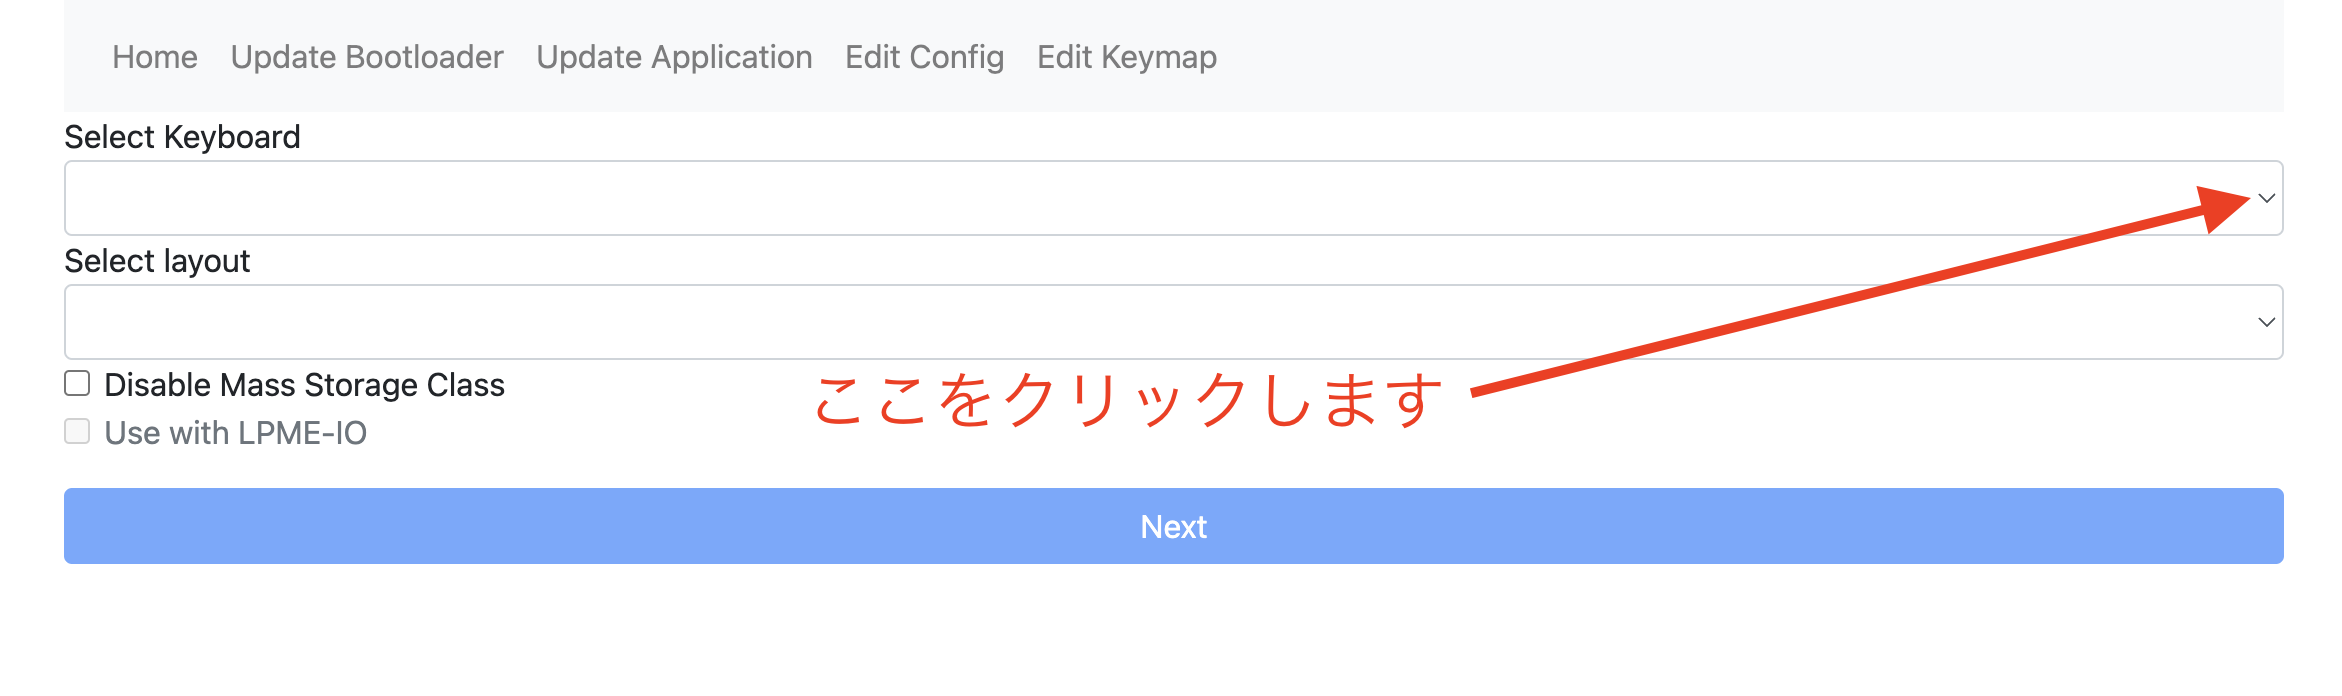 Home Update Bootloader Update Application Edit Config Edit Keymap
Select Keyboard
Select layout
Disable Mass Storage Class
ここをクリックします
Use with LPME-IO
Next